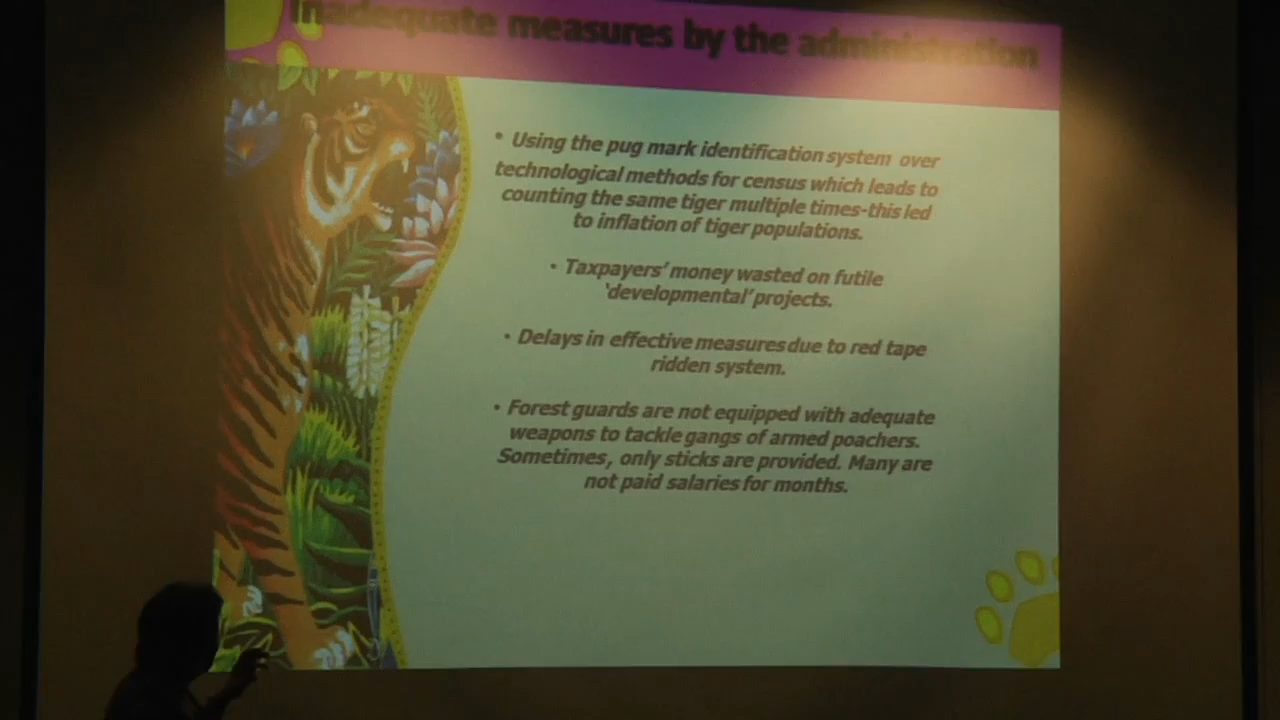 Inadequate measures by the administration
• Using the pug mark identification system over
technological methods for census which leads to
counting the same tiger multiple times-this led
to inflation of tiger populations.
• Taxpayers' money wasted on futile
'developmental' projects.
• Delays in effective measures due to red tape
ridden system.
• Forest guards are not equipped with adequate
weapons to tackle gangs of armed poachers.
Sometimes, only sticks are provided. Many are
not paid salaries for months.